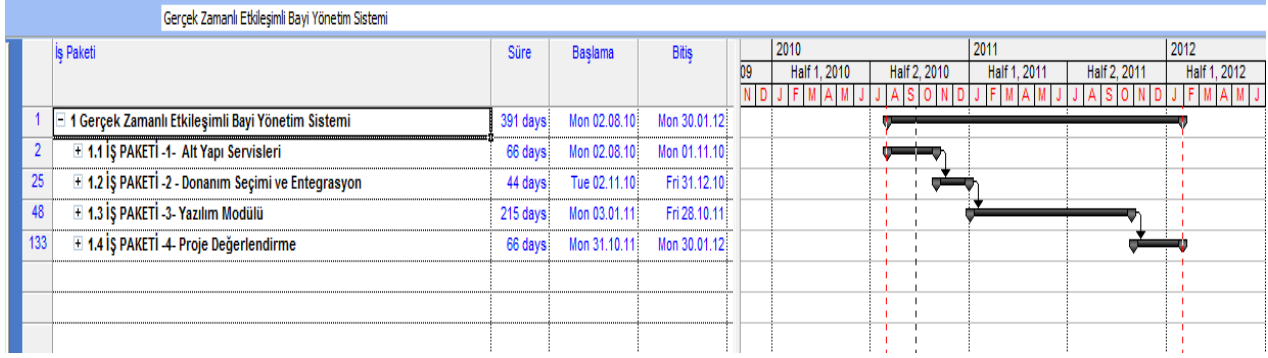 Gerçek Zamanlı Etkileşimli Bayi Yönetim Sistemi
İş Paketi Süre Başlama Bitiş
2010 2011 2012
09 Half 1, 2010 Half 2, 2010 Half 1, 2011 Half 2, 2011 Half 1, 2012
N D J F M A M J J A S O N D J F M A M J J A S O N D J F M A M J
1 1 Gerçek Zamanlı Etkileşimli Bayi Yönetim Sistemi 391 days Mon 02.08.10 Mon 30.01.12
2 1.1 İŞ PAKETİ -1- Alt Yapı Servisleri 66 days Mon 02.08.10 Mon 01.11.10
25 1.2 İŞ PAKETİ -2 - Donanım Seçimi ve Entegrasyon 44 days Tue 02.11.10 Fri 31.12.10
48 1.3 İŞ PAKETİ -3- Yazılım Modülü 215 days Mon 03.01.11 Fri 28.10.11
133 1.4 İŞ PAKETİ -4- Proje Değerlendirme 66 days Mon 31.10.11 Mon 30.01.12